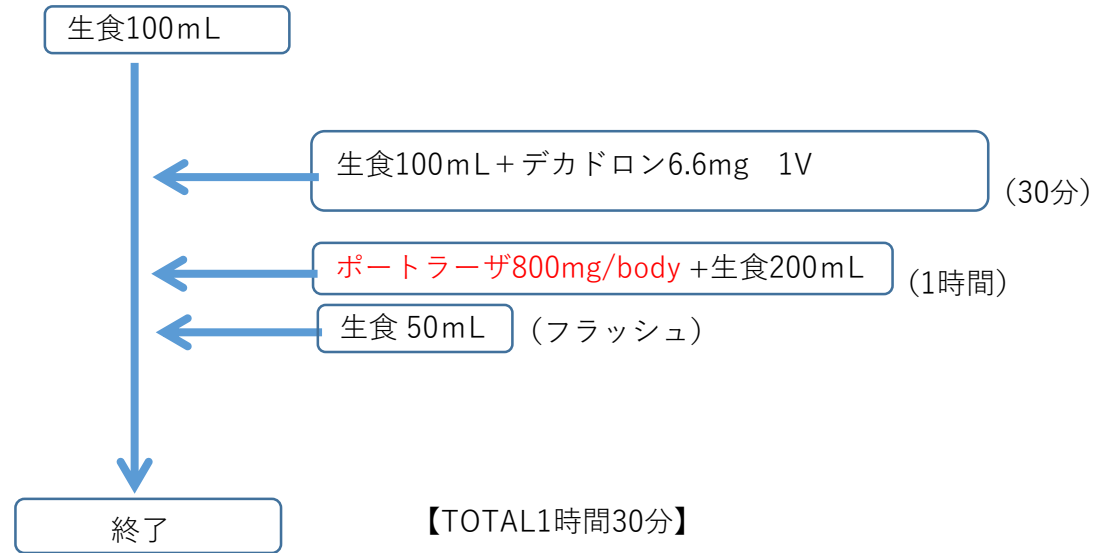 生食100mL
生食100mL+デカドロン6.6mg　1V
(30分)
ポートラーザ800mg/body +生食200mL
(1時間)
生食 50mL
(フラッシュ)
終了
【TOTAL1時間30分】